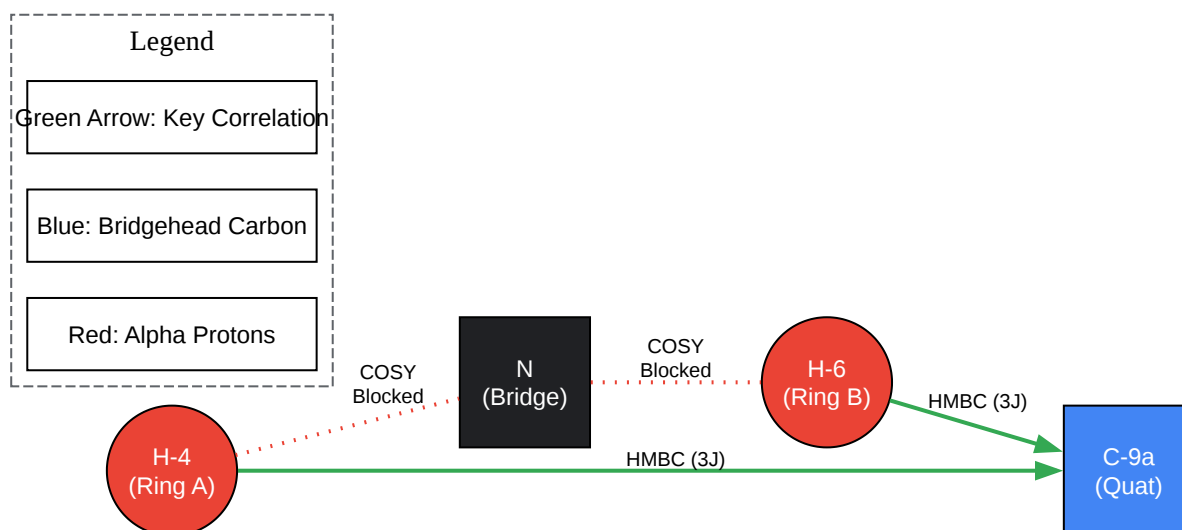 Legend
Green Arrow: Key Correlation
Blue: Bridgehead Carbon
Red: Alpha Protons
COSY
Blocked
N
(Bridge)
COSY
Blocked
H-6
(Ring B)
HMBC (3J)
H-4
(Ring A)
HMBC (3J)
C-9a
(Quat)